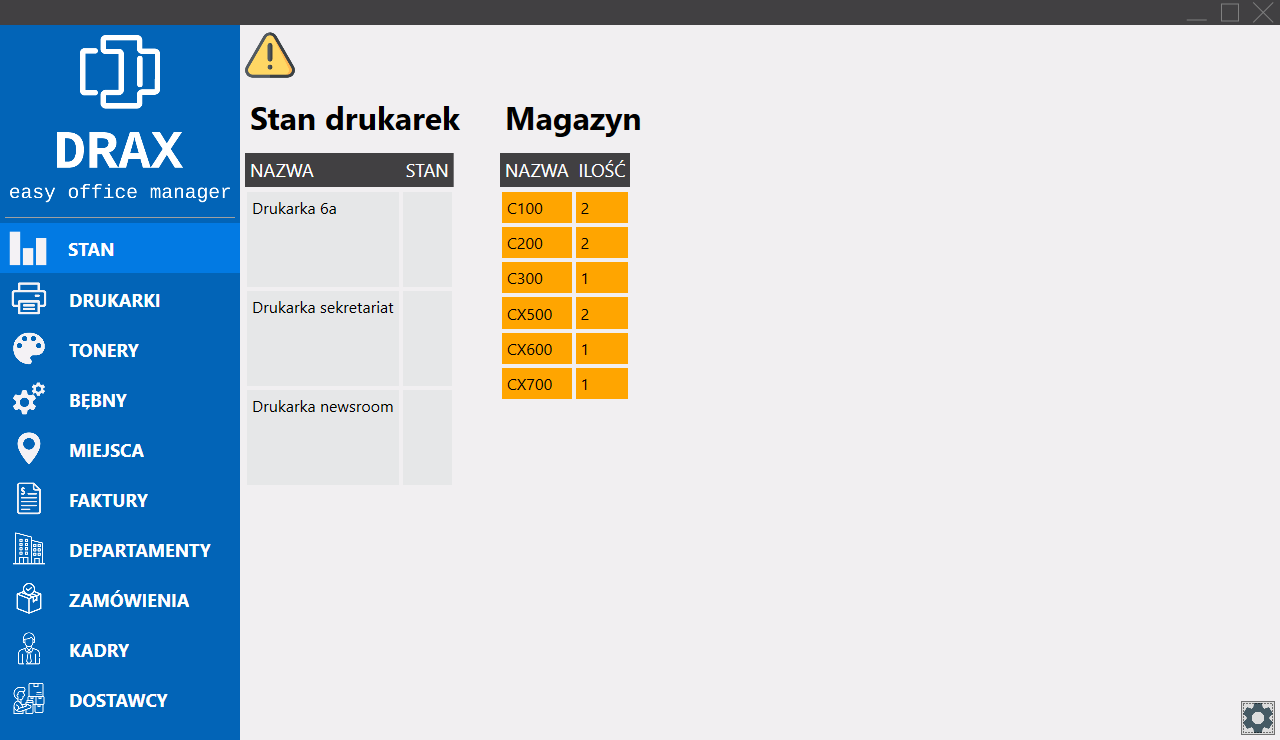 DRAX
easy office manager
STAN
DRUKARKI
TONERY
BĘBNY
MIEJSCA
FAKTURY
DEPARTAMENTY
ZAMÓWIENIA
KADRY
DOSTAWCY
Stan drukarek
NAZWA STAN
Drukarka 6a
Drukarka sekretariat
Drukarka newsroom
Magazyn
NAZWA ILOŚĆ
C100 2
C200 2
C300 1
CX500 2
CX600 1
CX700 1